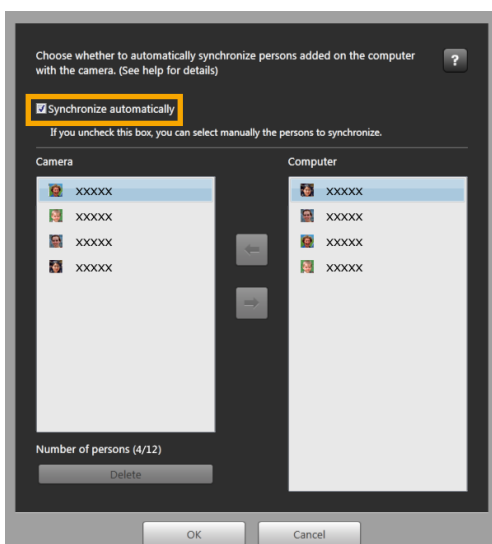 Choose whether to automatically synchronize persons added on the computer
with the camera. (See help for details)
?
Synchronize automatically
If you uncheck this box, you can select manually the persons to synchronize.
Camera
Computer
xxxxx
xxxxx
xxxxx
xxxxx
xxxxx
xxxxx
xxxxx
xxxxx
Number of persons (4/12)
Delete
OK
Cancel